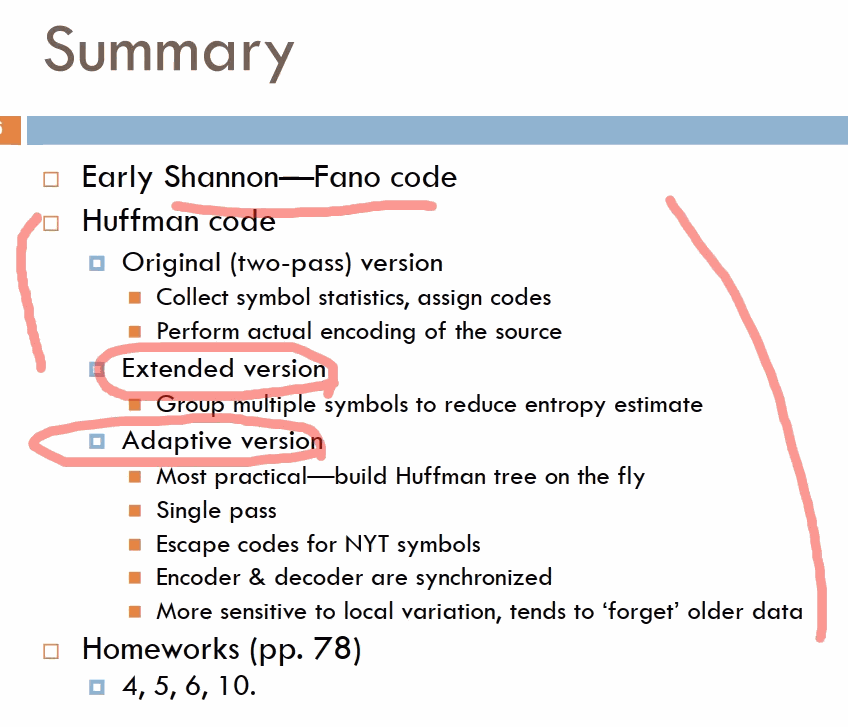 Summary
Early Shannon—Fano code
Huffman code
Original (two-pass) version
Collect symbol statistics, assign codes
Perform actual encoding of the source
Extended version
Group multiple symbols to reduce entropy estimate
Adaptive version
Most practical—build Huffman tree on the fly
Single pass
Escape codes for NYT symbols
Encoder & decoder are synchronized
More sensitive to local variation, tends to ‘forget’ older data
Homeworks (pp. 78)
4, 5, 6, 10.